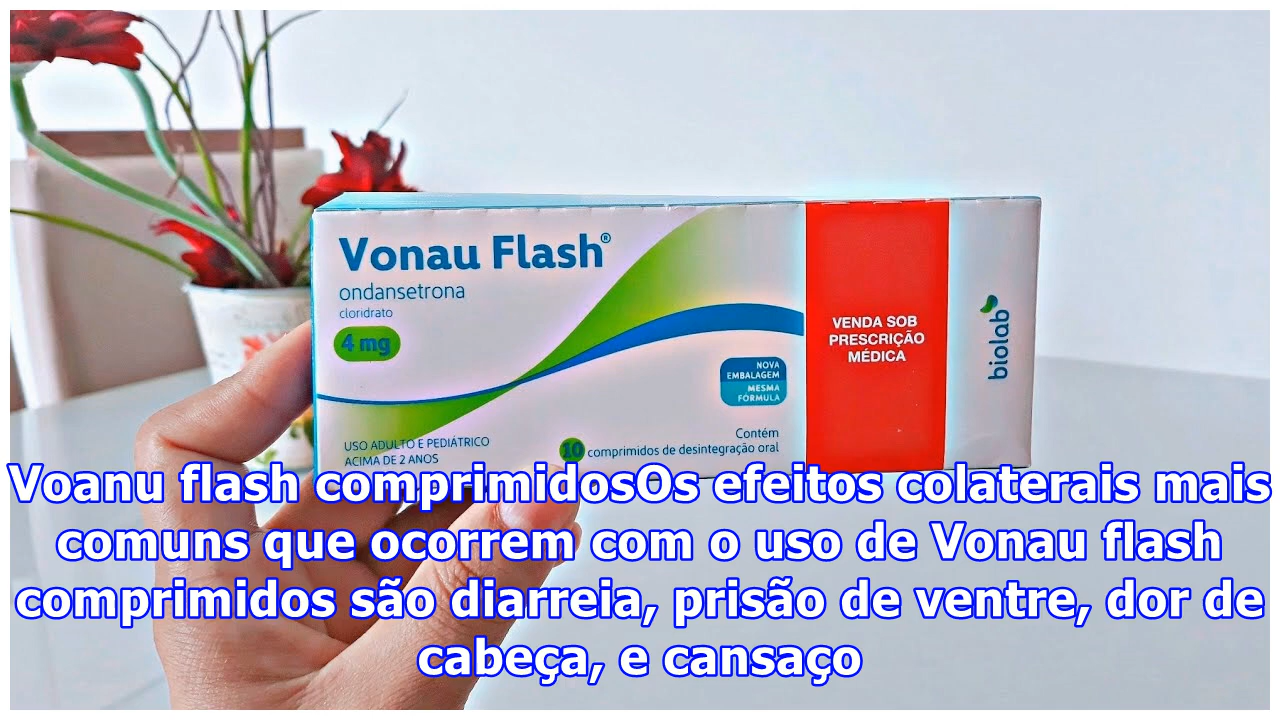 Vonau Flash®
ondansetrona
cloridrato
4 mg
VENDA SOB
PRESCRIÇÃO
MÉDICA
biolab
NOVA
EMBALAGEM
MESMA
FÓRMULA
USO ADULTO E PEDIÁTRICO
ACIMA DE 2 ANOS
Contém
10 comprimidos de desintegração oral
Voanu flash comprimidosOs efeitos colaterais mais
comuns que ocorrem com o uso de Vonau flash
comprimidos são diarreia, prisão de ventre, dor de
cabeça, e cansaço